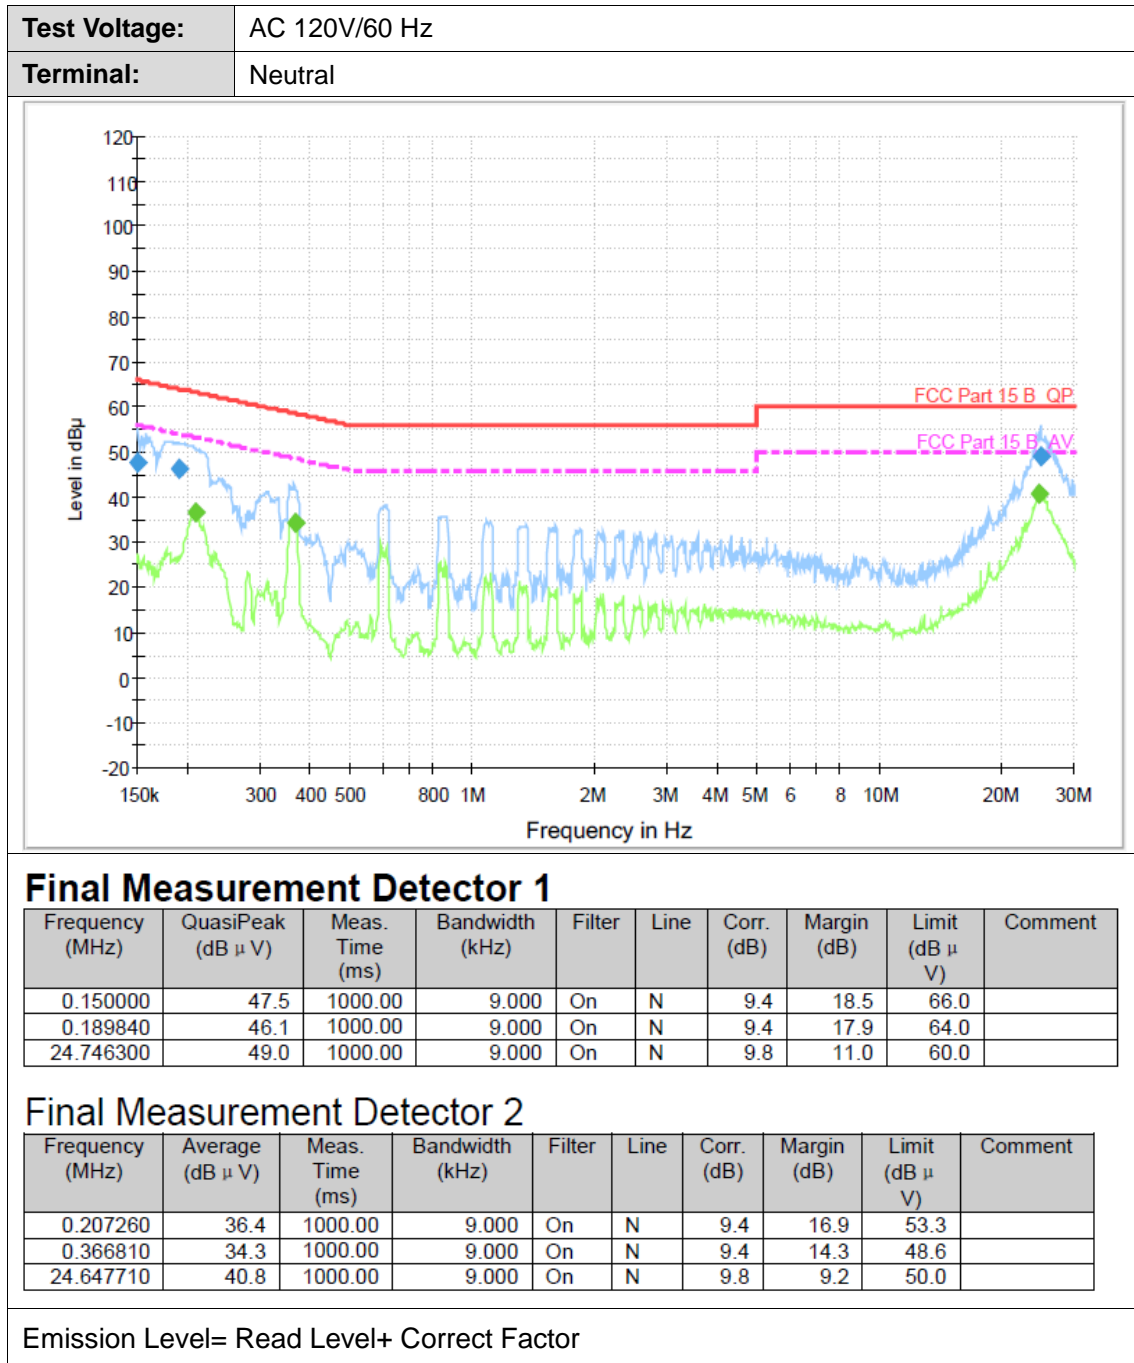 Test Voltage: AC 120V/60 Hz
Terminal: Neutral
120
110
100
90
80
70
60
50
40
30
20
10
0
-10
-20
Level in dBµ
FCC Part 15 B QP
FCC Part 15 B AV
150k 300 400 500 800 1M 2M 3M 4M 5M 6 8 10M 20M 30M
Frequency in Hz
Final Measurement Detector 1
Frequency (MHz) QuasiPeak (dB µ V) Meas. Time (ms) Bandwidth (kHz) Filter Line Corr. (dB) Margin (dB) Limit (dB µ V) Comment
0.150000 47.5 1000.00 9.000 On N 9.4 18.5 66.0
0.189840 46.1 1000.00 9.000 On N 9.4 17.9 64.0
24.746300 49.0 1000.00 9.000 On N 9.8 11.0 60.0
Final Measurement Detector 2
Frequency (MHz) Average (dB µ V) Meas. Time (ms) Bandwidth (kHz) Filter Line Corr. (dB) Margin (dB) Limit (dB µ V) Comment
0.207260 36.4 1000.00 9.000 On N 9.4 16.9 53.3
0.366810 34.3 1000.00 9.000 On N 9.4 14.3 48.6
24.647710 40.8 1000.00 9.000 On N 9.8 9.2 50.0
Emission Level= Read Level+ Correct Factor